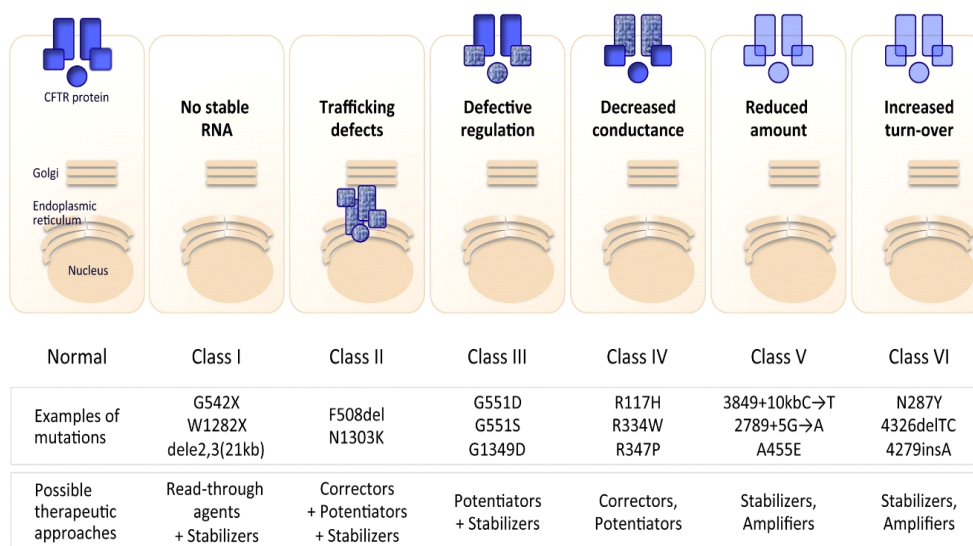 CFTR protein
Golgi
Endoplasmic
reticulum
Nucleus
No stable
RNA
Trafficking
defects
Defective
regulation
Decreased
conductance
Reduced
amount
Increased
turn-over
Normal
Class I
Class II
Class III
Class IV
Class V
Class VI
Examples of
mutations
G542X
W1282X
dele2,3(21kb)
F508del
N1303K
G551D
G551S
G1349D
R117H
R334W
R347P
3849+10kbC→T
2789+5G→A
A455E
N287Y
4326delTC
4279insA
Possible
therapeutic
approaches
Read-through
agents
+ Stabilizers
Correctors
+ Potentiators
+ Stabilizers
Potentiators
+ Stabilizers
Correctors,
Potentiators
Stabilizers,
Amplifiers
Stabilizers,
Amplifiers